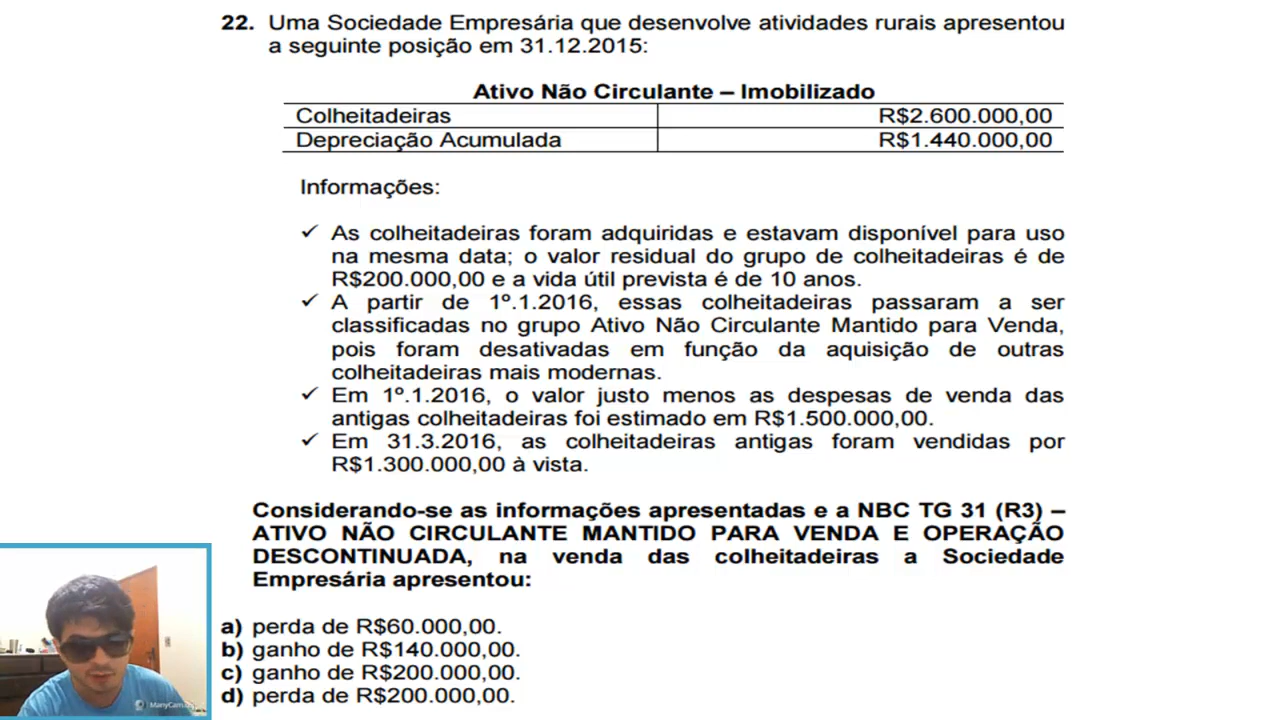 22. Uma Sociedade Empresária que desenvolve atividades rurais apresentou
a seguinte posição em 31.12.2015:
Ativo Não Circulante – Imobilizado
Colheitadeiras R$2.600.000,00
Depreciação Acumulada R$1.440.000,00
Informações:
✓ As colheitadeiras foram adquiridas e estavam disponível para uso
na mesma data; o valor residual do grupo de colheitadeiras é de
R$200.000,00 e a vida útil prevista é de 10 anos.
✓ A partir de 1º.1.2016, essas colheitadeiras passaram a ser
classificadas no grupo Ativo Não Circulante Mantido para Venda,
pois foram desativadas em função da aquisição de outras
colheitadeiras mais modernas.
✓ Em 1º.1.2016, o valor justo menos as despesas de venda das
antigas colheitadeiras foi estimado em R$1.500.000,00.
✓ Em 31.3.2016, as colheitadeiras antigas foram vendidas por
R$1.300.000,00 à vista.
Considerando-se as informações apresentadas e a NBC TG 31 (R3) –
ATIVO NÃO CIRCULANTE MANTIDO PARA VENDA E OPERAÇÃO
DESCONTINUADA, na venda das colheitadeiras a Sociedade
Empresária apresentou:
a) perda de R$60.000,00.
b) ganho de R$140.000,00.
c) ganho de R$200.000,00.
d) perda de R$200.000,00.